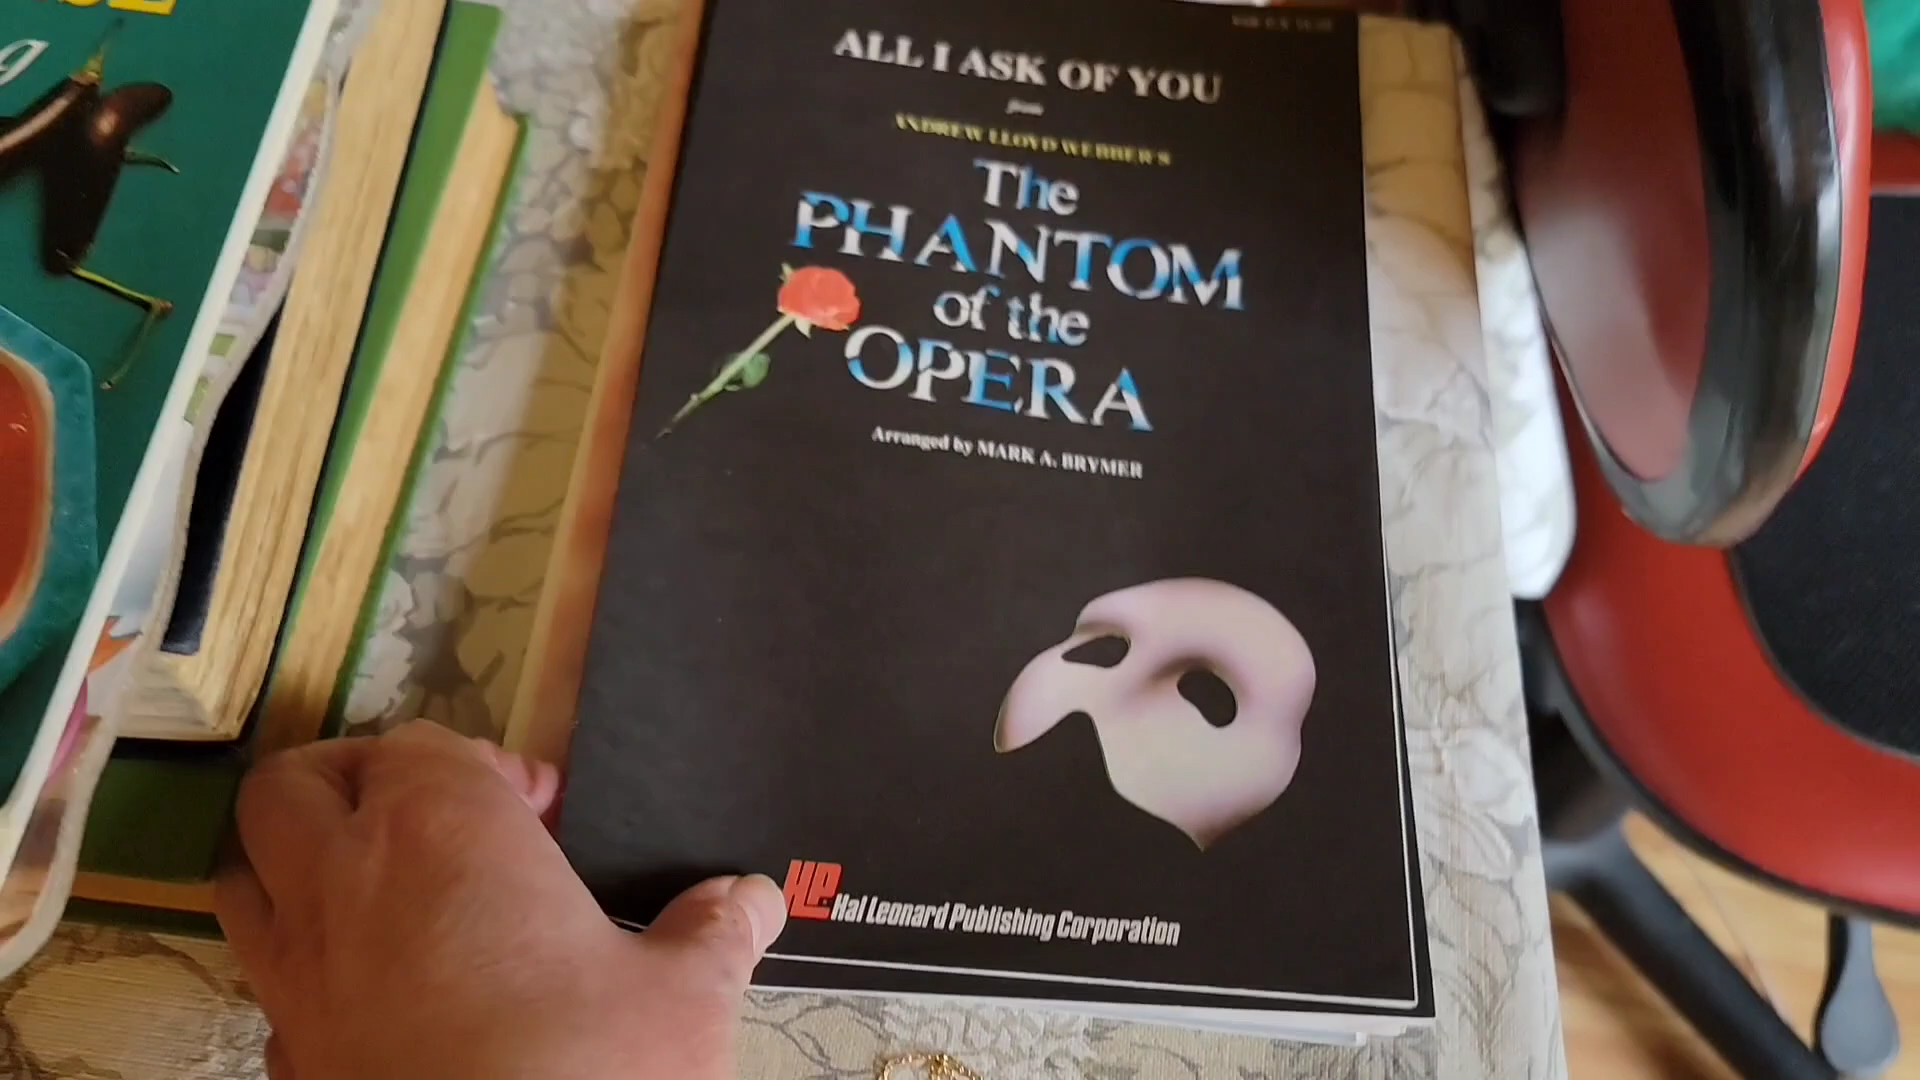 ALL I ASK OF YOU
from
ANDREW LLOYD WEBBER'S
The
PHANTOM
of the
OPERA
Arranged by MARK A. BRYMER
HL Hal Leonard Publishing Corporation